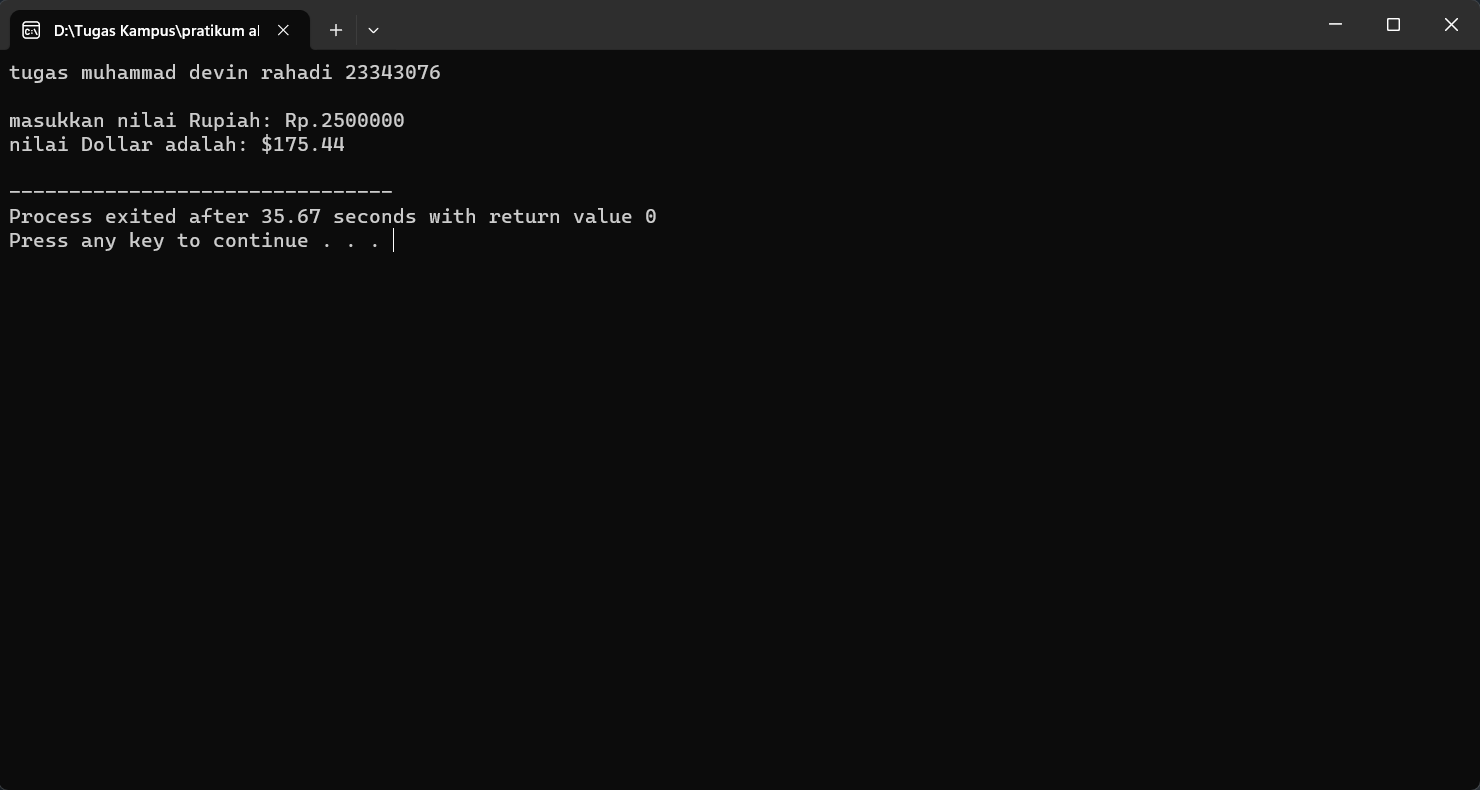 D:\Tugas Kampus\pratikum al
tugas muhammad devin rahadi 23343076
masukkan nilai Rupiah: Rp.2500000
nilai Dollar adalah: $175.44
--------------------------------
Process exited after 35.67 seconds with return value 0
Press any key to continue . . .